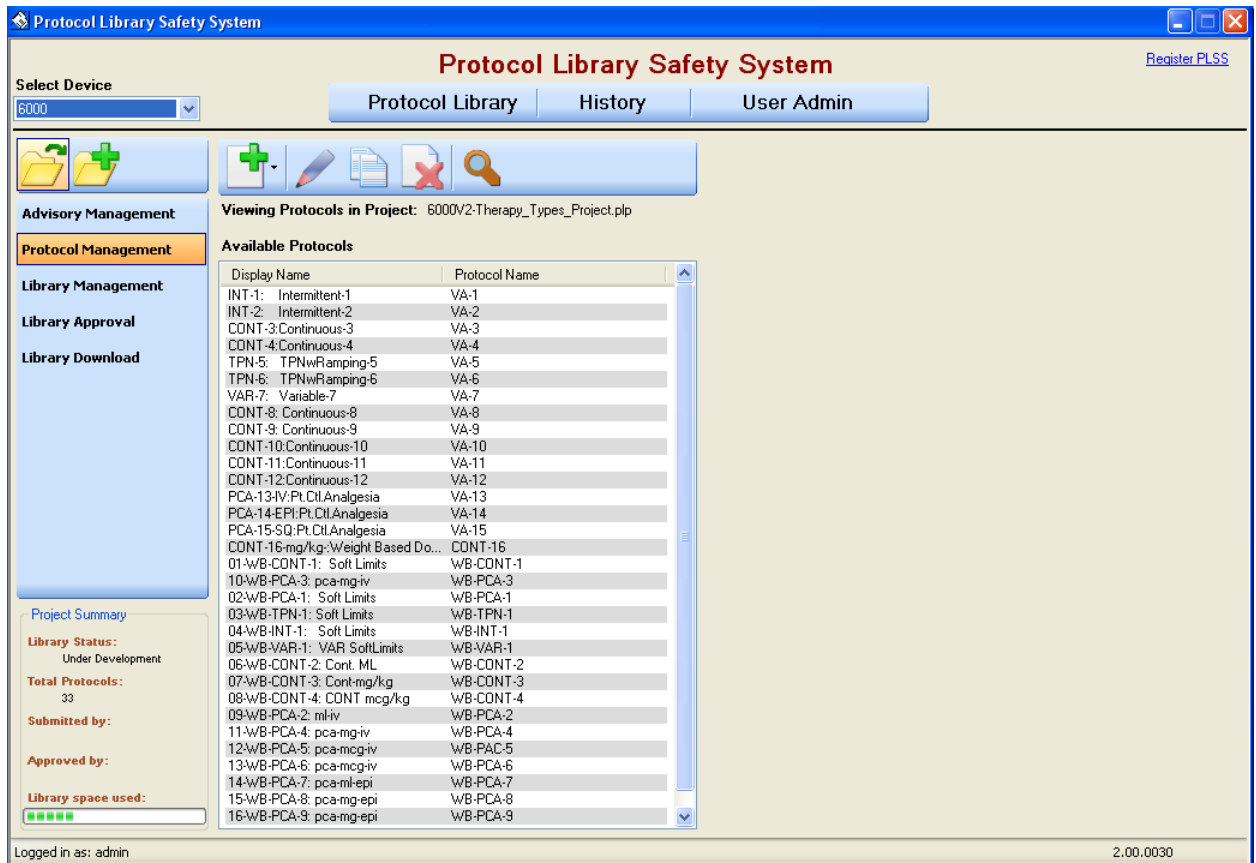 Protocol Library Safety System
Protocol Library Safety System
Register PLSS
Select Device
6000
Protocol Library History User Admin
Advisory Management
Protocol Management
Library Management
Library Approval
Library Download
Viewing Protocols in Project: 6000V2-Therapy_Types_Project.plp
Available Protocols
Display Name Protocol Name
INT-1: Intermittent-1 VA-1
INT-2: Intermittent-2 VA-2
CONT-3:Continuous-3 VA-3
CONT-4:Continuous-4 VA-4
TPN-5: TPNwRamping-5 VA-5
TPN-6: TPNwRamping-6 VA-6
VAR-7: Variable-7 VA-7
CONT-8: Continuous-8 VA-8
CONT-9: Continuous-9 VA-9
CONT-10:Continuous-10 VA-10
CONT-11:Continuous-11 VA-11
CONT-12:Continuous-12 VA-12
PCA-13-IV:Pt.Ctl.Analgesia VA-13
PCA-14-EPI:Pt.Ctl.Analgesia VA-14
PCA-15-SQ:Pt.Ctl.Analgesia VA-15
CONT-16-mg/kg-:Weight Based Do... CONT-16
01-WB-CONT-1: Soft Limits WB-CONT-1
10-WB-PCA-3: pca-mg-iv WB-PCA-3
02-WB-PCA-1: Soft Limits WB-PCA-1
03-WB-TPN-1: Soft Limits WB-TPN-1
04-WB-INT-1: Soft Limits WB-INT-1
05-WB-VAR-1: VAR SoftLimits WB-VAR-1
06-WB-CONT-2: Cont. ML WB-CONT-2
07-WB-CONT-3: Cont-mg/kg WB-CONT-3
08-WB-CONT-4: CONT mcg/kg WB-CONT-4
09-WB-PCA-2: ml-iv WB-PCA-2
11-WB-PCA-4: pca-mg-iv WB-PCA-4
12-WB-PCA-5: pca-mcg-iv WB-PAC-5
13-WB-PCA-6: pca-mcg-iv WB-PCA-6
14-WB-PCA-7: pca-ml-epi WB-PCA-7
15-WB-PCA-8: pca-mg-epi WB-PCA-8
16-WB-PCA-9: pca-mg-epi WB-PCA-9
Project Summary
Library Status:
Under Development
Total Protocols:
33
Submitted by:
Approved by:
Library space used:
Logged in as: admin
2.00.0030